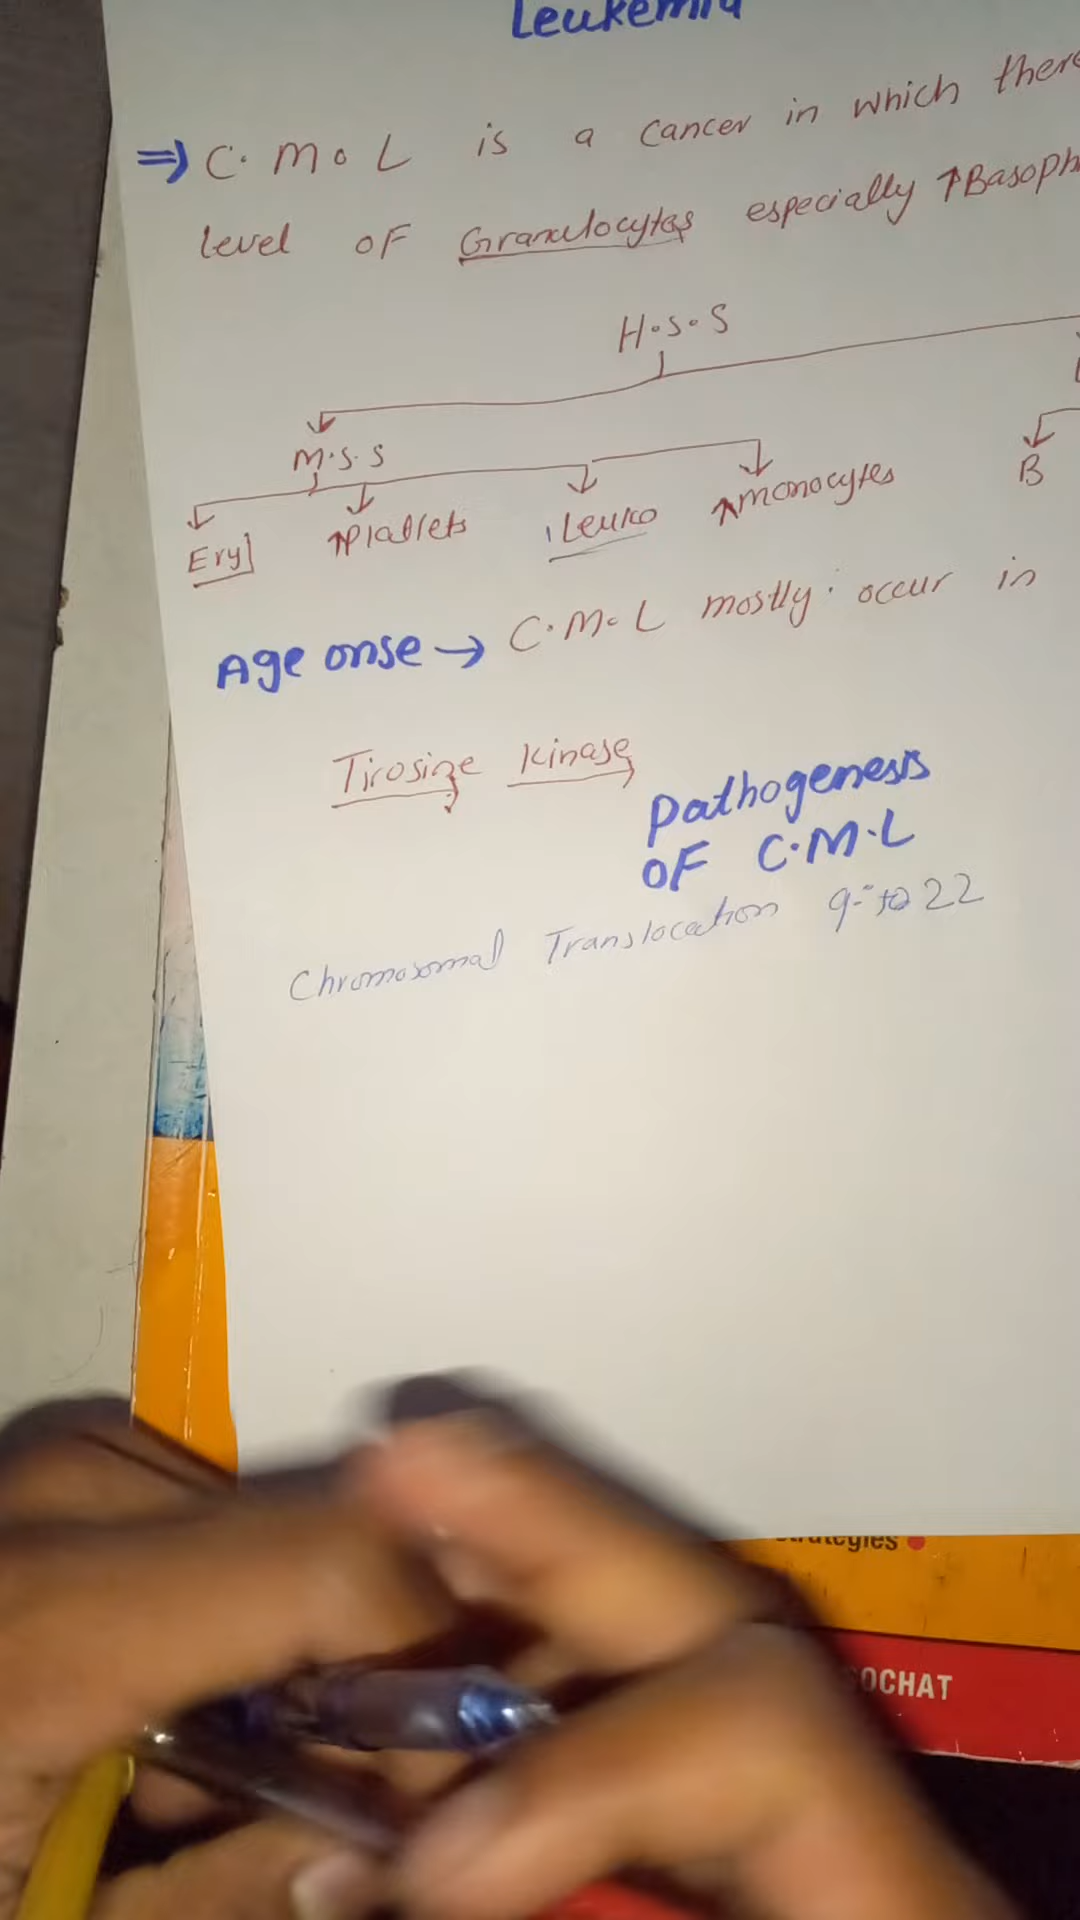 Leukemia
⇒ C.M.L is a cancer in which there
level of Granulocytes especially ↑Basoph
H.S.S
M.S.S
B
Ery ↑Platlets Leuko ↑monocytes
Age onse → C.M.L mostly occur in
Tirosine kinase
Pathogenesis
of C.M.L
Chromosomal Translocation 9 to 22
OCHAT